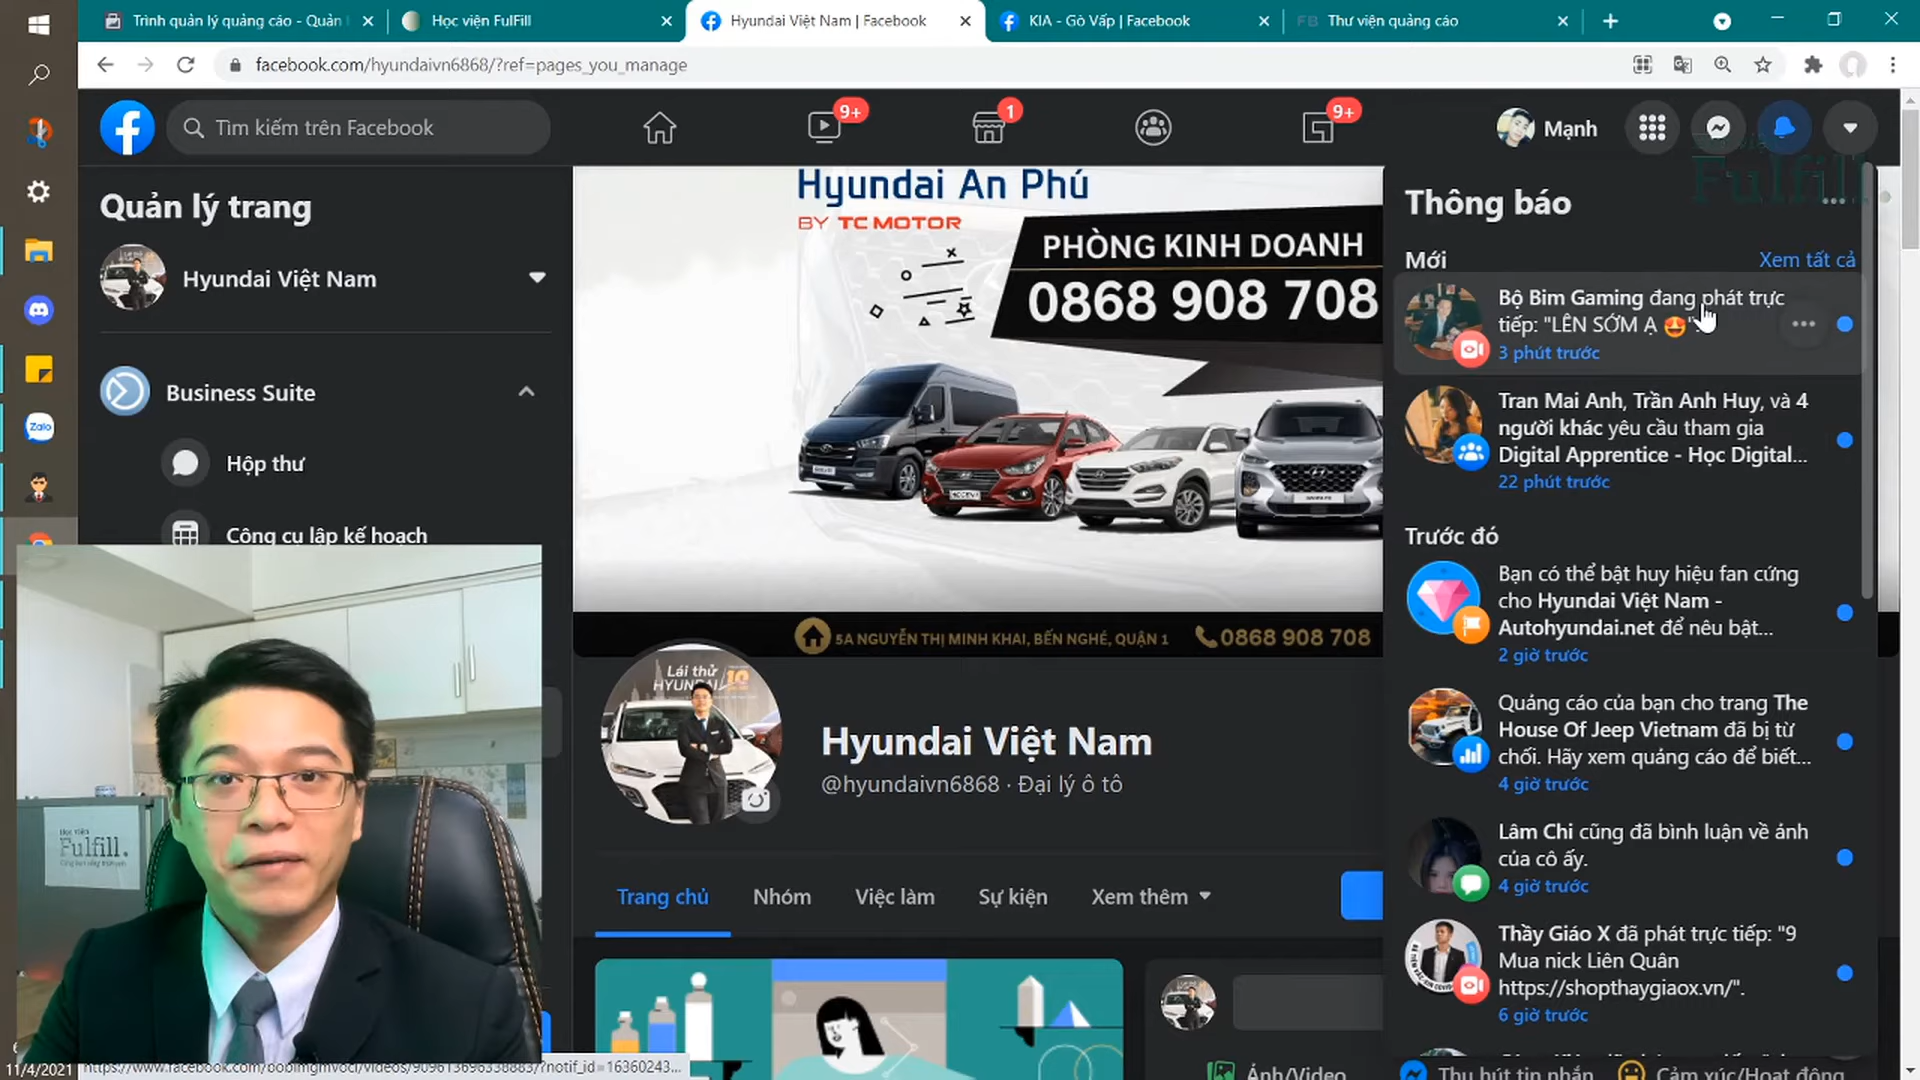 Trình quản lý quảng cáo - Quản
Học viện FulFill
Hyundai Việt Nam | Facebook
KIA - Gò Vấp | Facebook
FB
Thư viện quảng cáo
facebook.com/hyundaivn6868/?ref=pages_you_manage
Tìm kiếm trên Facebook
9+
1
9+
Mạnh
Fulfill
Quản lý trang
Hyundai Việt Nam
Business Suite
Hộp thư
Công cụ lập kế hoạch
Zalo
Hyundai An Phú
BY TC MOTOR
PHÒNG KINH DOANH
0868 908 708
ACCENT
5A NGUYỄN THỊ MINH KHAI, BẾN NGHÉ, QUẬN 1
0868 908 708
Lái thử
HYUNDAI
10
Hyundai Việt Nam
@hyundaivn6868 · Đại lý ô tô
Trang chủ
Nhóm
Việc làm
Sự kiện
Xem thêm
Thông báo
Mới
Xem tất cả
Bộ Bim Gaming đang phát trực
tiếp: "LÊN SỚM Ạ 🤩".
3 phút trước
Tran Mai Anh, Trần Anh Huy, và 4
người khác yêu cầu tham gia
Digital Apprentice - Học Digital...
22 phút trước
Trước đó
Bạn có thể bật huy hiệu fan cứng
cho Hyundai Việt Nam -
Autohyundai.net để nêu bật...
2 giờ trước
Quảng cáo của bạn cho trang The
House Of Jeep Vietnam đã bị từ
chối. Hãy xem quảng cáo để biết...
4 giờ trước
Lâm Chi cũng đã bình luận về ảnh
của cô ấy.
4 giờ trước
Thầy Giáo X đã phát trực tiếp: "9
Mua nick Liên Quân
https://shopthaygiaox.vn/".
6 giờ trước
Ảnh/Video
Thu hút tin nhắn
Cảm xúc/Hoạt động
Học viện
Fulfill.
11/4/2021